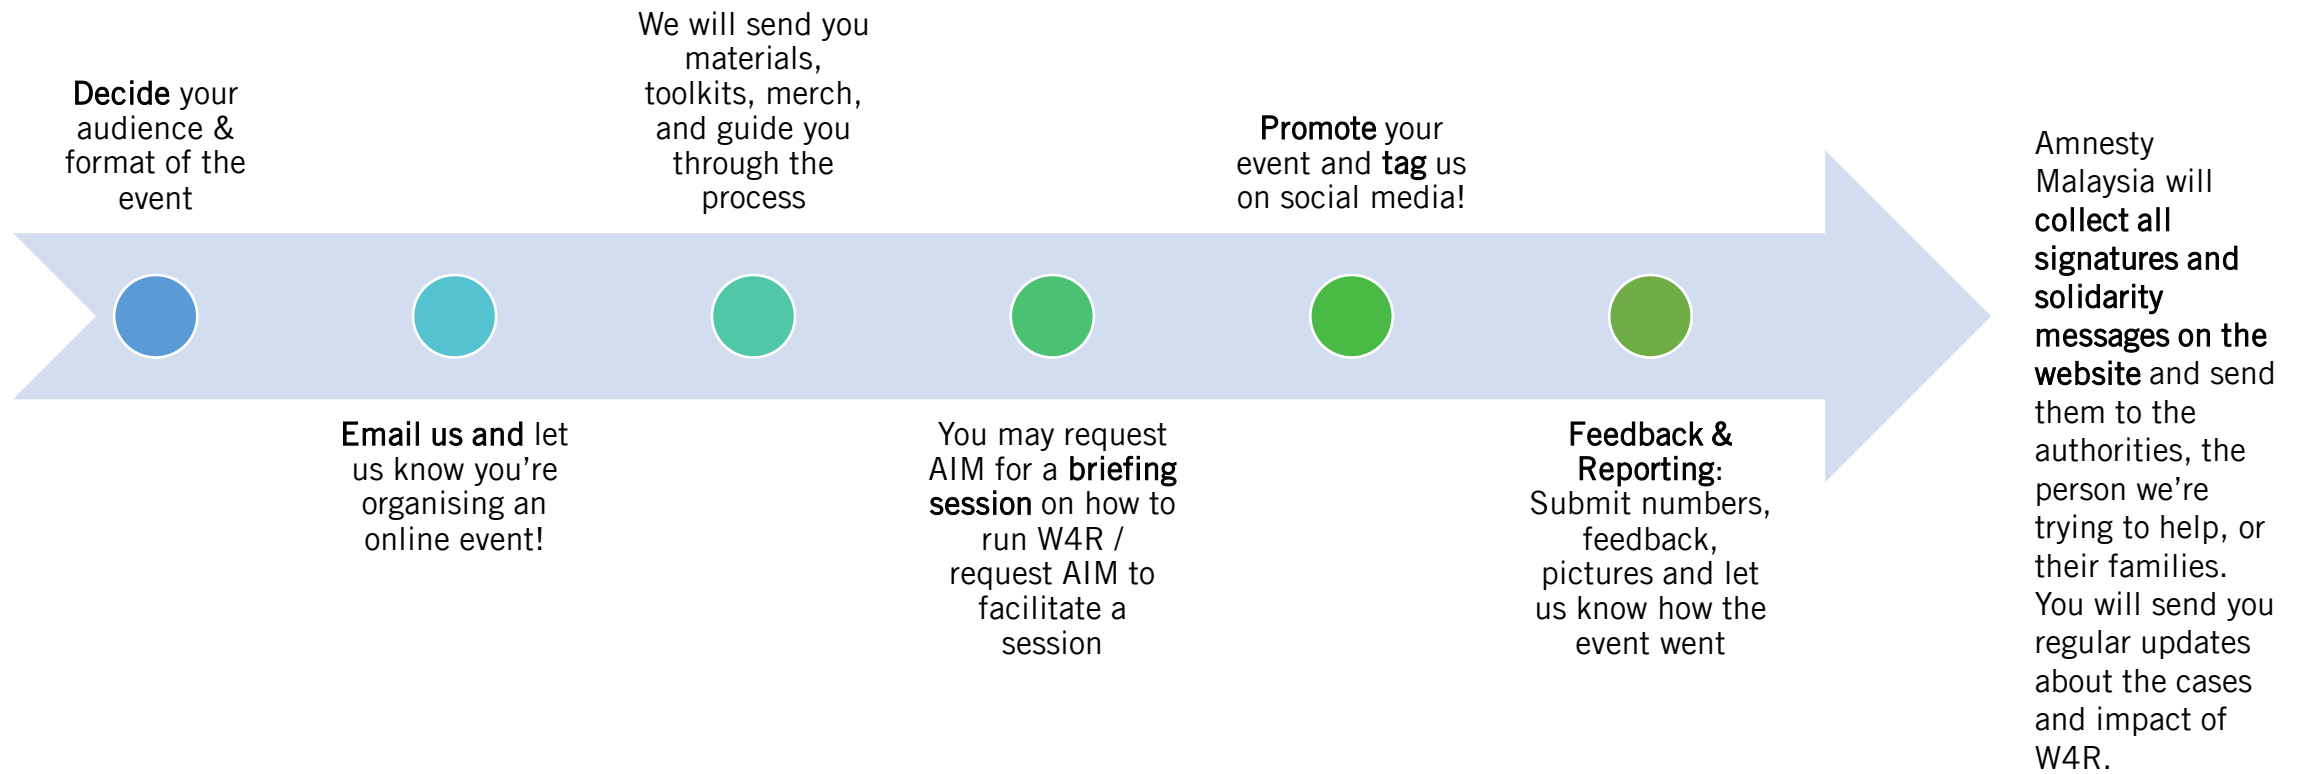 Decide your
audience &
format of the
event
Email us and let
us know you’re
organising an
online event!
We will send you
materials,
toolkits, merch,
and guide you
through the
process
You may request
AIM for a briefing
session on how to
run W4R /
request AIM to
facilitate a
session
Promote your
event and tag us
on social media!
Feedback &
Reporting:
Submit numbers,
feedback,
pictures and let
us know how the
event went
Amnesty
Malaysia will
collect all
signatures and
solidarity
messages on the
website and send
them to the
authorities, the
person we’re
trying to help, or
their families.
You will send you
regular updates
about the cases
and impact of
W4R.